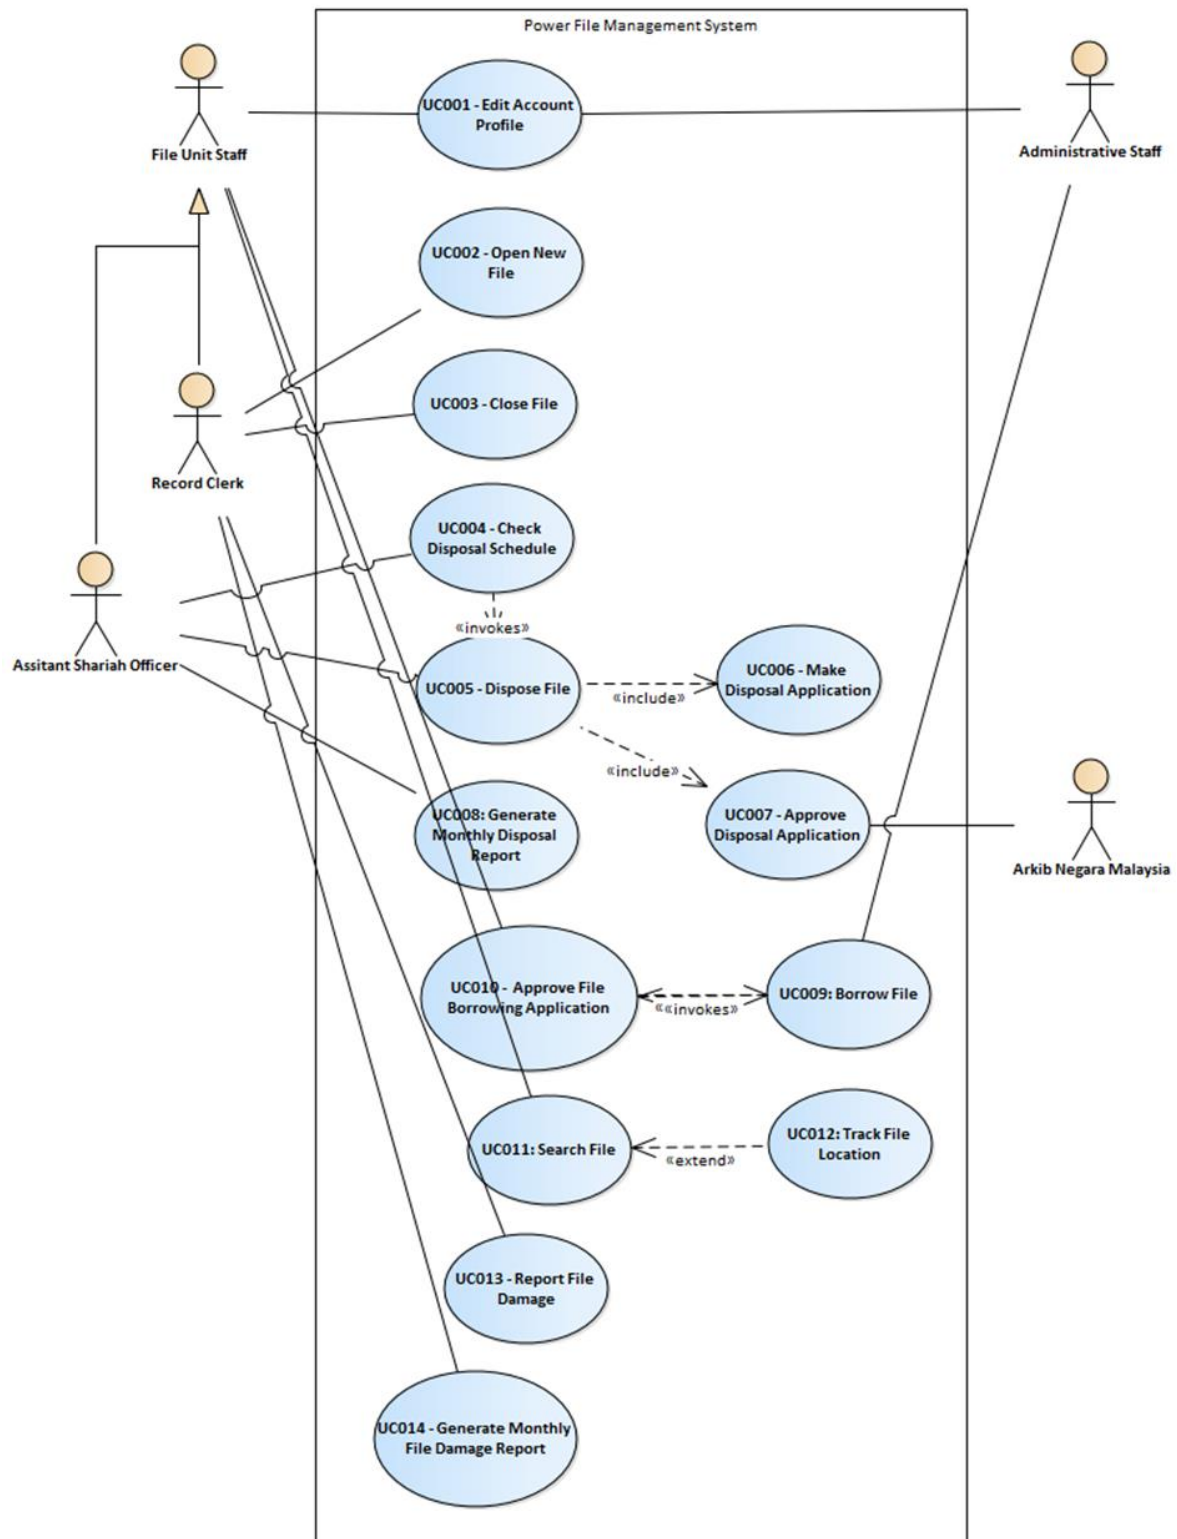 Power File Management System
File Unit Staff
Administrative Staff
UC001 - Edit Account
Profile
UC002 - Open New
File
UC003 - Close File
Record Clerk
UC004 - Check
Disposal Schedule
«invokes»
Assitant Shariah Officer
UC005 - Dispose File
«include»
UC006 - Make
Disposal Application
«include»
UC007 - Approve
Disposal Application
Arkib Negara Malaysia
UC008: Generate
Monthly Disposal
Report
UC010 - Approve File
Borrowing Application
««invokes»
UC009: Borrow File
UC011: Search File
«extend»
UC012: Track File
Location
UC013 - Report File
Damage
UC014 - Generate Monthly
File Damage Report